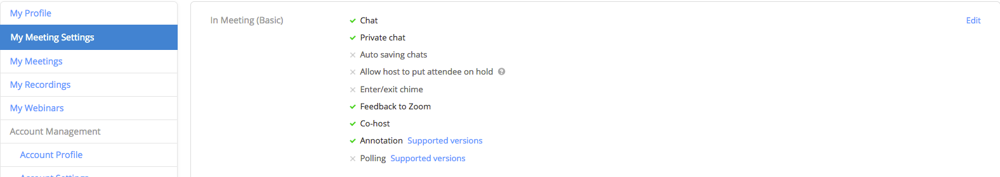 My Profile
My Meeting Settings
My Meetings
My Recordings
My Webinars
Account Management
Account Profile
Account Settings
In Meeting (Basic)
Edit
Chat
Private chat
Auto saving chats
Allow host to put attendee on hold ?
Enter/exit chime
Feedback to Zoom
Co-host
Annotation Supported versions
Polling Supported versions